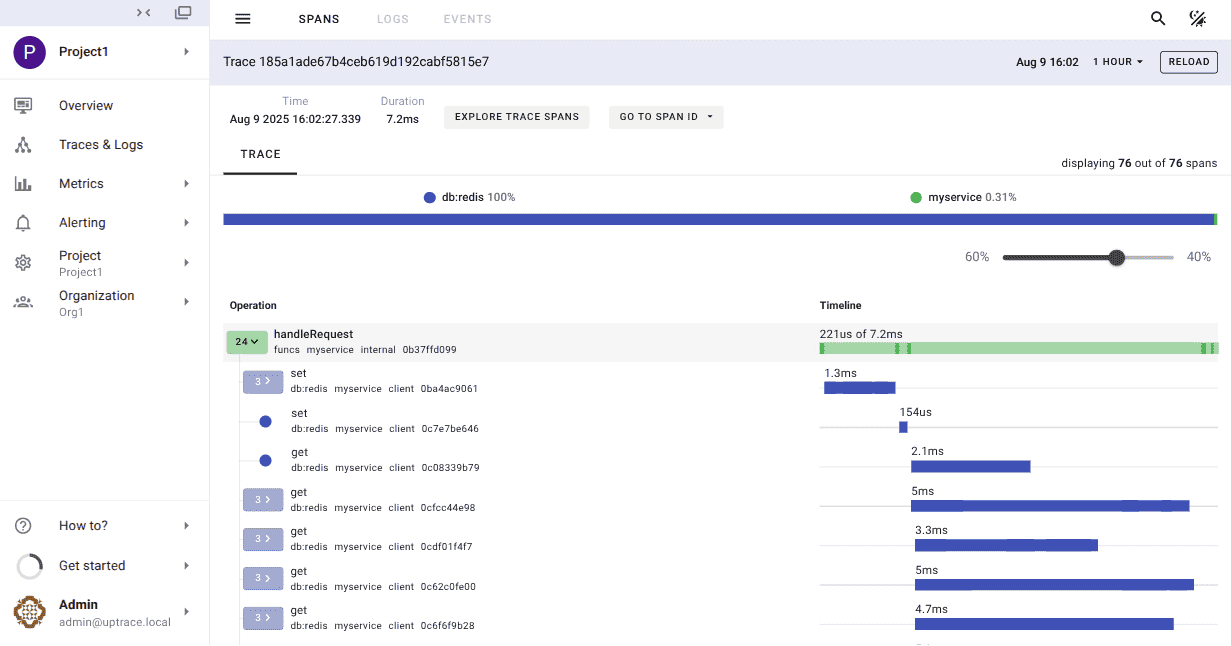 SPANS LOGS EVENTS
P Project1
Trace 185a1ade67b4ceb619d192cabf5815e7 Aug 9 16:02 1 HOUR RELOAD
Overview
Traces & Logs
Metrics
Alerting
Project
Project1
Organization
Org1
How to?
Get started
Admin
admin@uptrace.local
Time Duration
Aug 9 2025 16:02:27.339 7.2ms EXPLORE TRACE SPANS GO TO SPAN ID
TRACE
displaying 76 out of 76 spans
db:redis 100% myservice 0.31%
60% 40%
Operation Timeline
24 handleRequest 221us of 7.2ms
funcs myservice internal 0b37ffd099
3 set 1.3ms
db:redis myservice client 0ba4ac9061
set 154us
db:redis myservice client 0c7e7be646
get 2.1ms
db:redis myservice client 0c08339b79
3 get 5ms
db:redis myservice client 0cfcc44e98
3 get 3.3ms
db:redis myservice client 0cdf01f4f7
3 get 5ms
db:redis myservice client 0c62c0fe00
3 get 4.7ms
db:redis myservice client 0c6f6f9b28